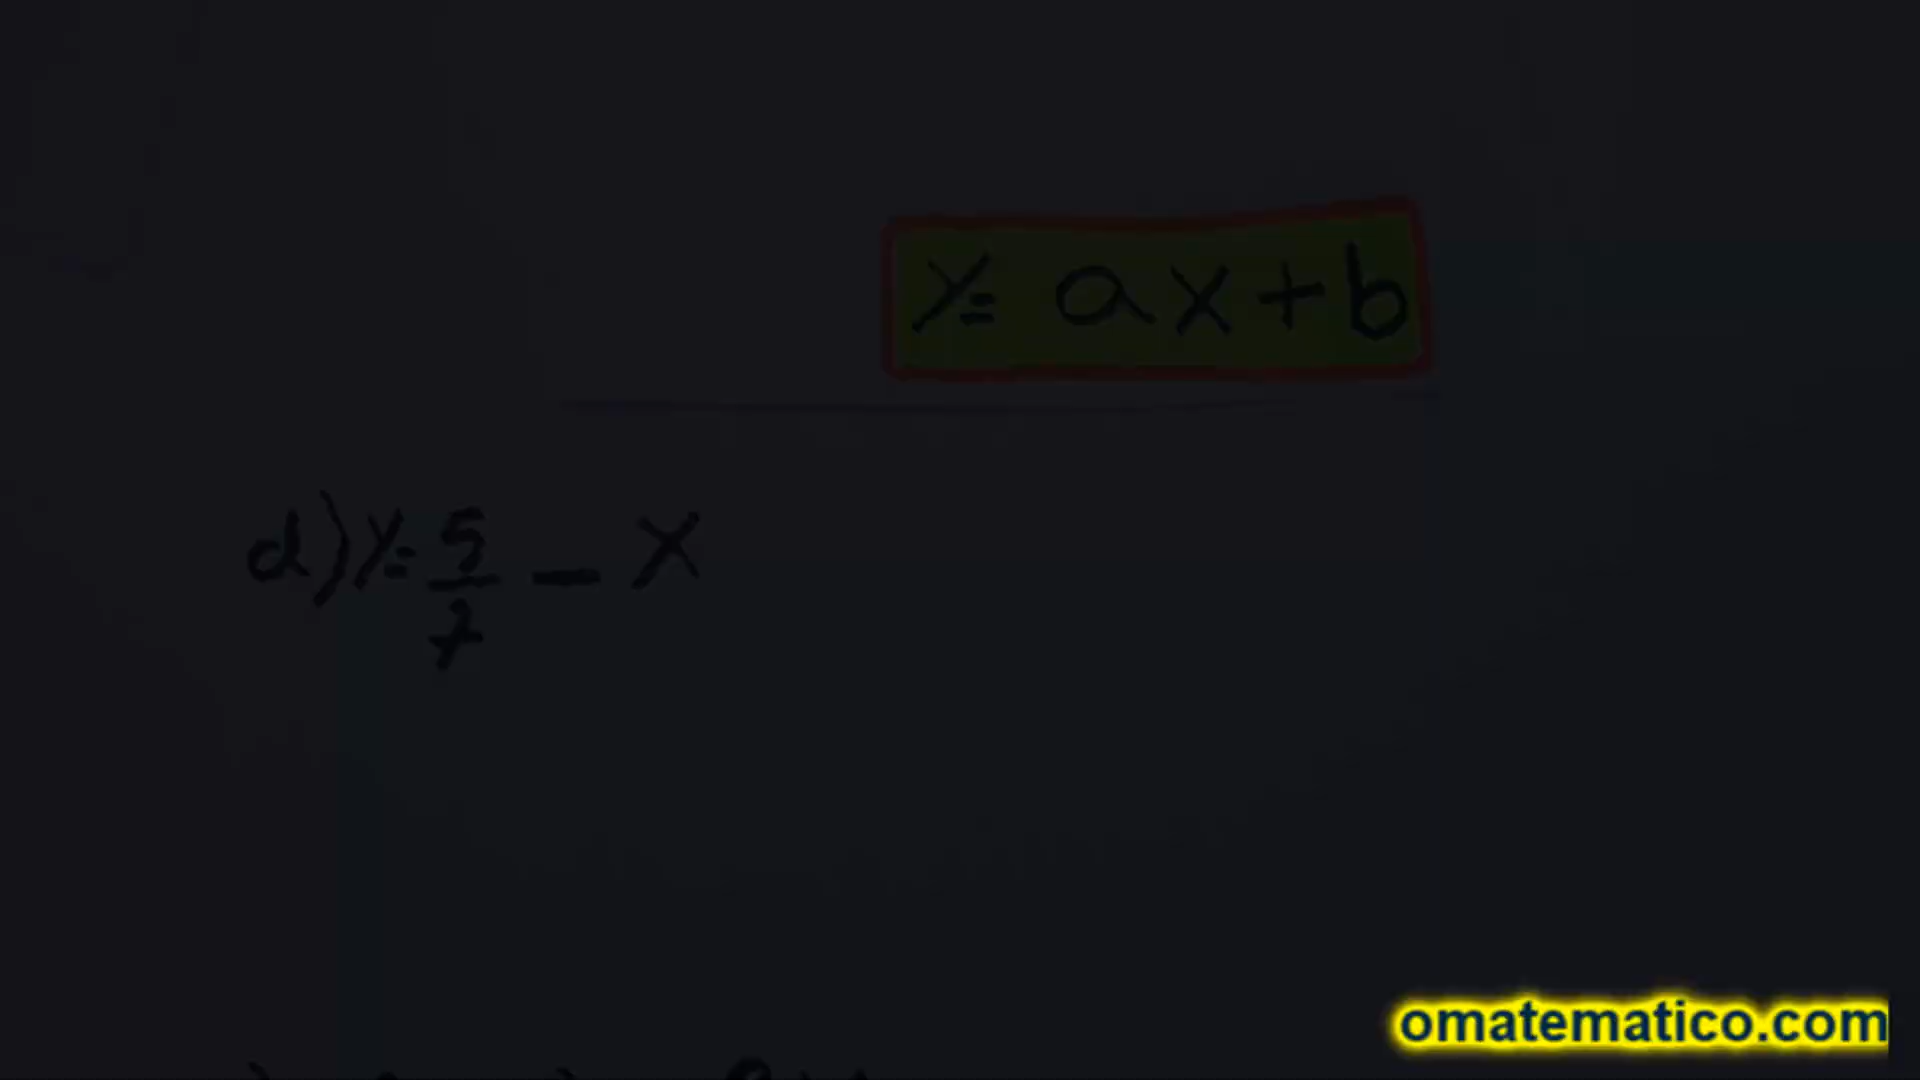 y= ax+b
d) y= 5/7 - x
omatematico.com